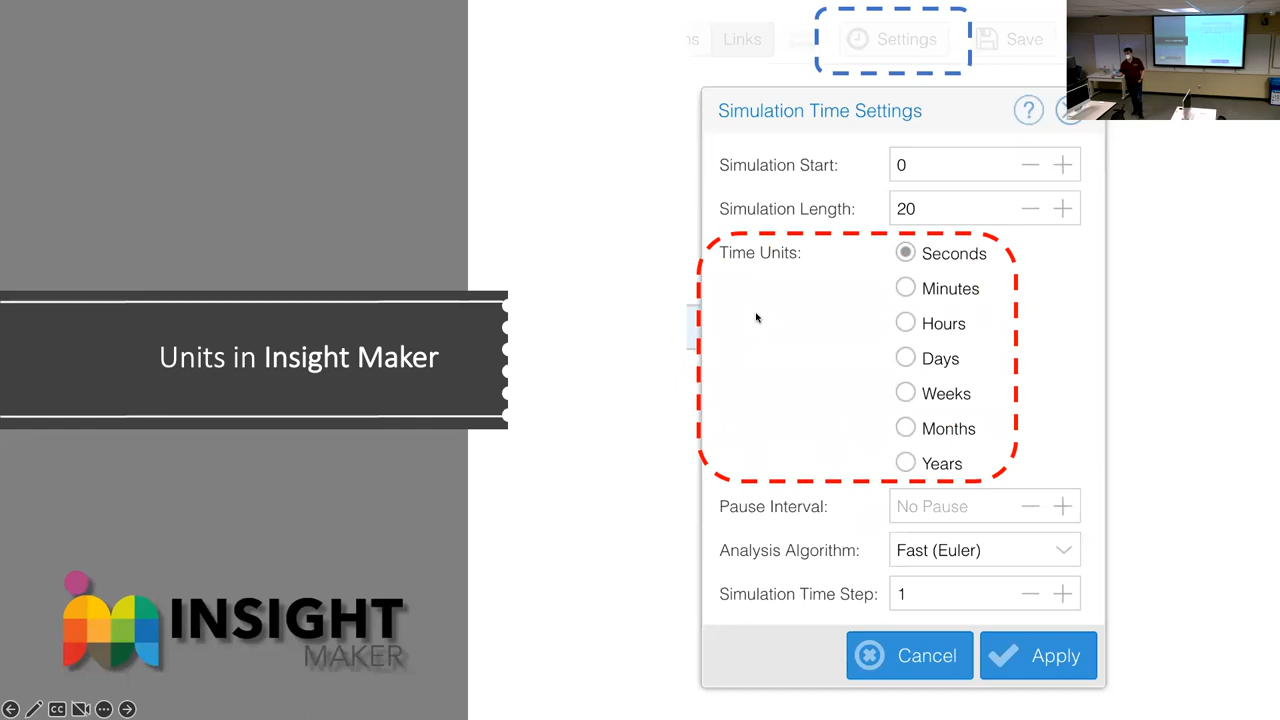 ns
Links
Settings
Save
Simulation Time Settings
?
Simulation Start:
0
Simulation Length:
20
Time Units:
Seconds
Minutes
Hours
Days
Weeks
Months
Years
Pause Interval:
No Pause
Analysis Algorithm:
Fast (Euler)
Simulation Time Step:
1
Cancel
Apply
Units in Insight Maker
INSIGHT
MAKER
CC